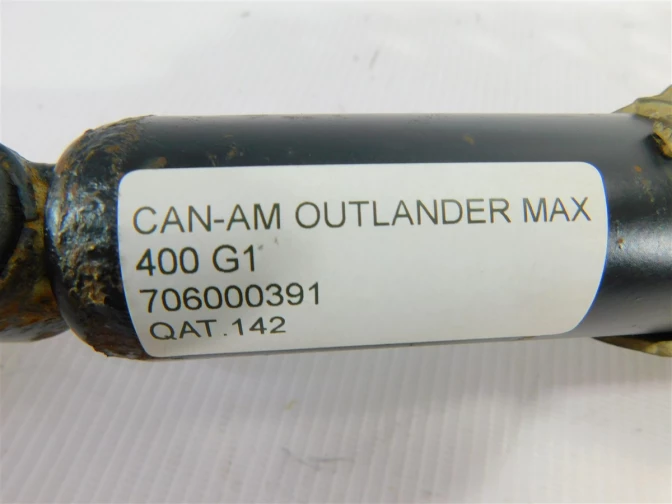 CAN-AM OUTLANDER MAX
400 G1
706000391
QAT.142